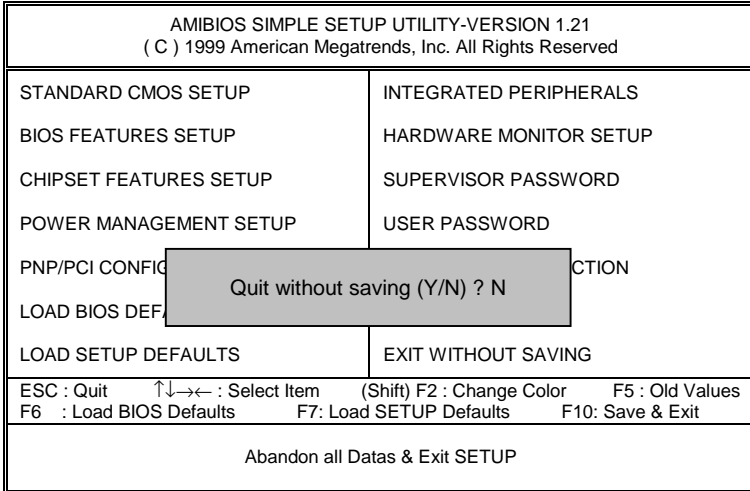 AMIBIOS SIMPLE SETUP UTILITY-VERSION 1.21
( C ) 1999 American Megatrends, Inc. All Rights Reserved
STANDARD CMOS SETUP
BIOS FEATURES SETUP
CHIPSET FEATURES SETUP
POWER MANAGEMENT SETUP
PNP/PCI CONFIG
LOAD BIOS DEFA
LOAD SETUP DEFAULTS
INTEGRATED PERIPHERALS
HARDWARE MONITOR SETUP
SUPERVISOR PASSWORD
USER PASSWORD
CTION
EXIT WITHOUT SAVING
Quit without saving (Y/N) ? N
ESC : Quit ↑↓→← : Select Item (Shift) F2 : Change Color F5 : Old Values
F6 : Load BIOS Defaults F7: Load SETUP Defaults F10: Save & Exit
Abandon all Datas & Exit SETUP